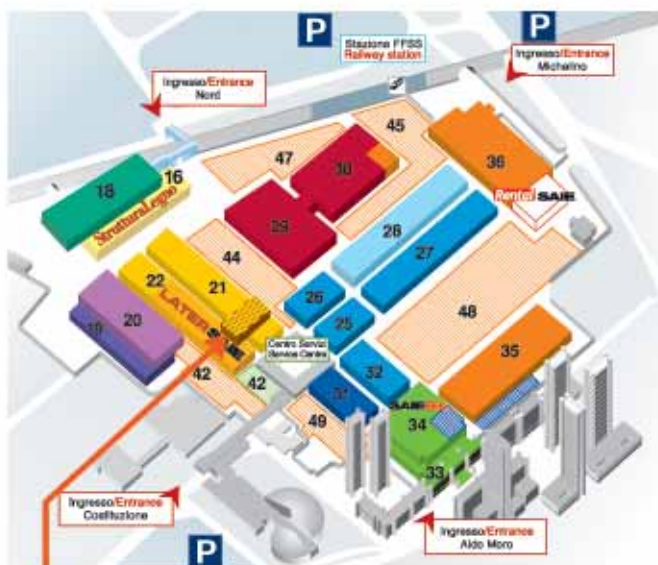 P
P
Stazione FFSS
Railway station
Ingresso/Entrance
Michelino
Ingresso/Entrance
Nord
45
47
30
36
18
16
StrutturaLegno
Rental SAIE
29
28
27
44
22
21
LATER SAIE
26
25
48
20
19
Centro Servizi
Service Centre
35
32
42
42
31
49
34
33
Ingresso/Entrance
Costituzione
Ingresso/Entrance
Aldo Moro
P